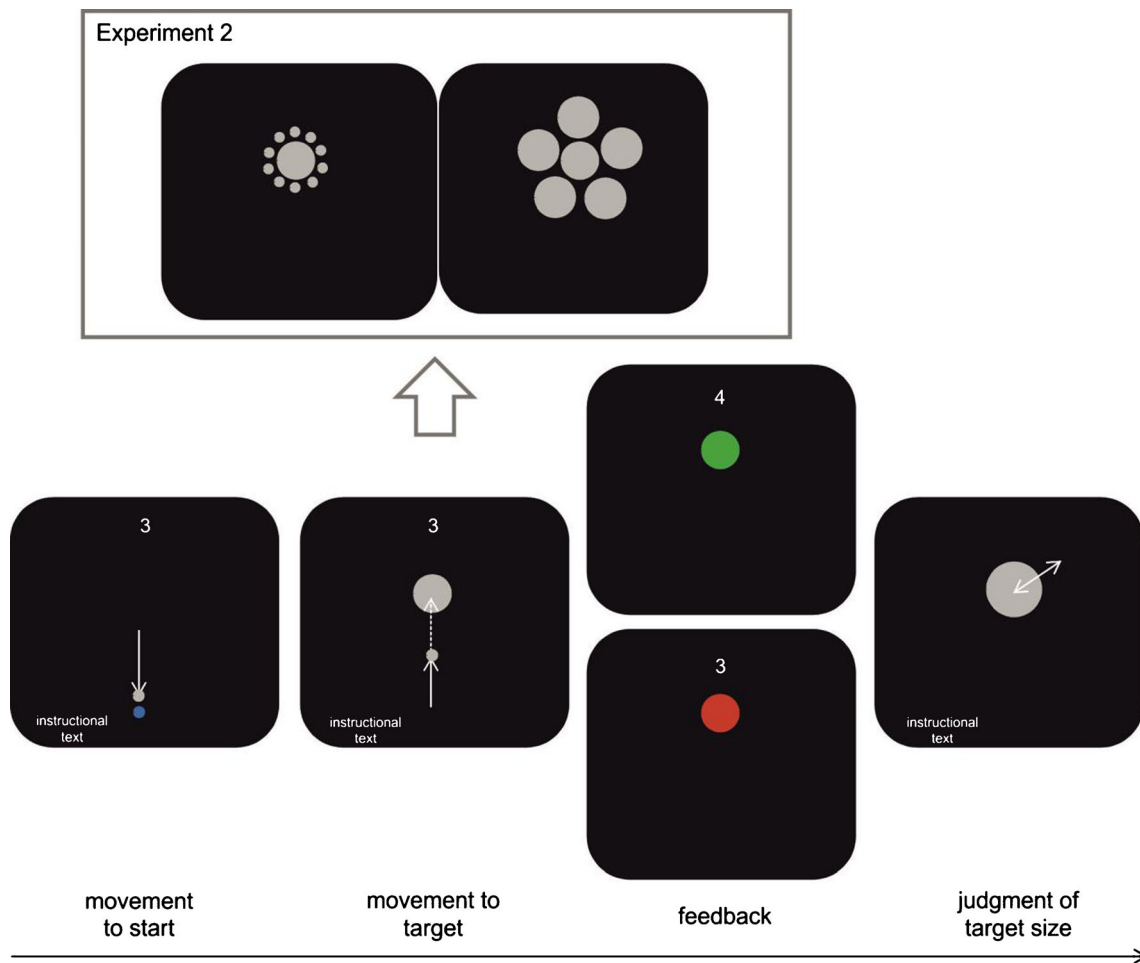 Experiment 2
4
3
3
3
instructional
text
instructional
text
instructional
text
movement
to start
movement to
target
feedback
judgment of
target size